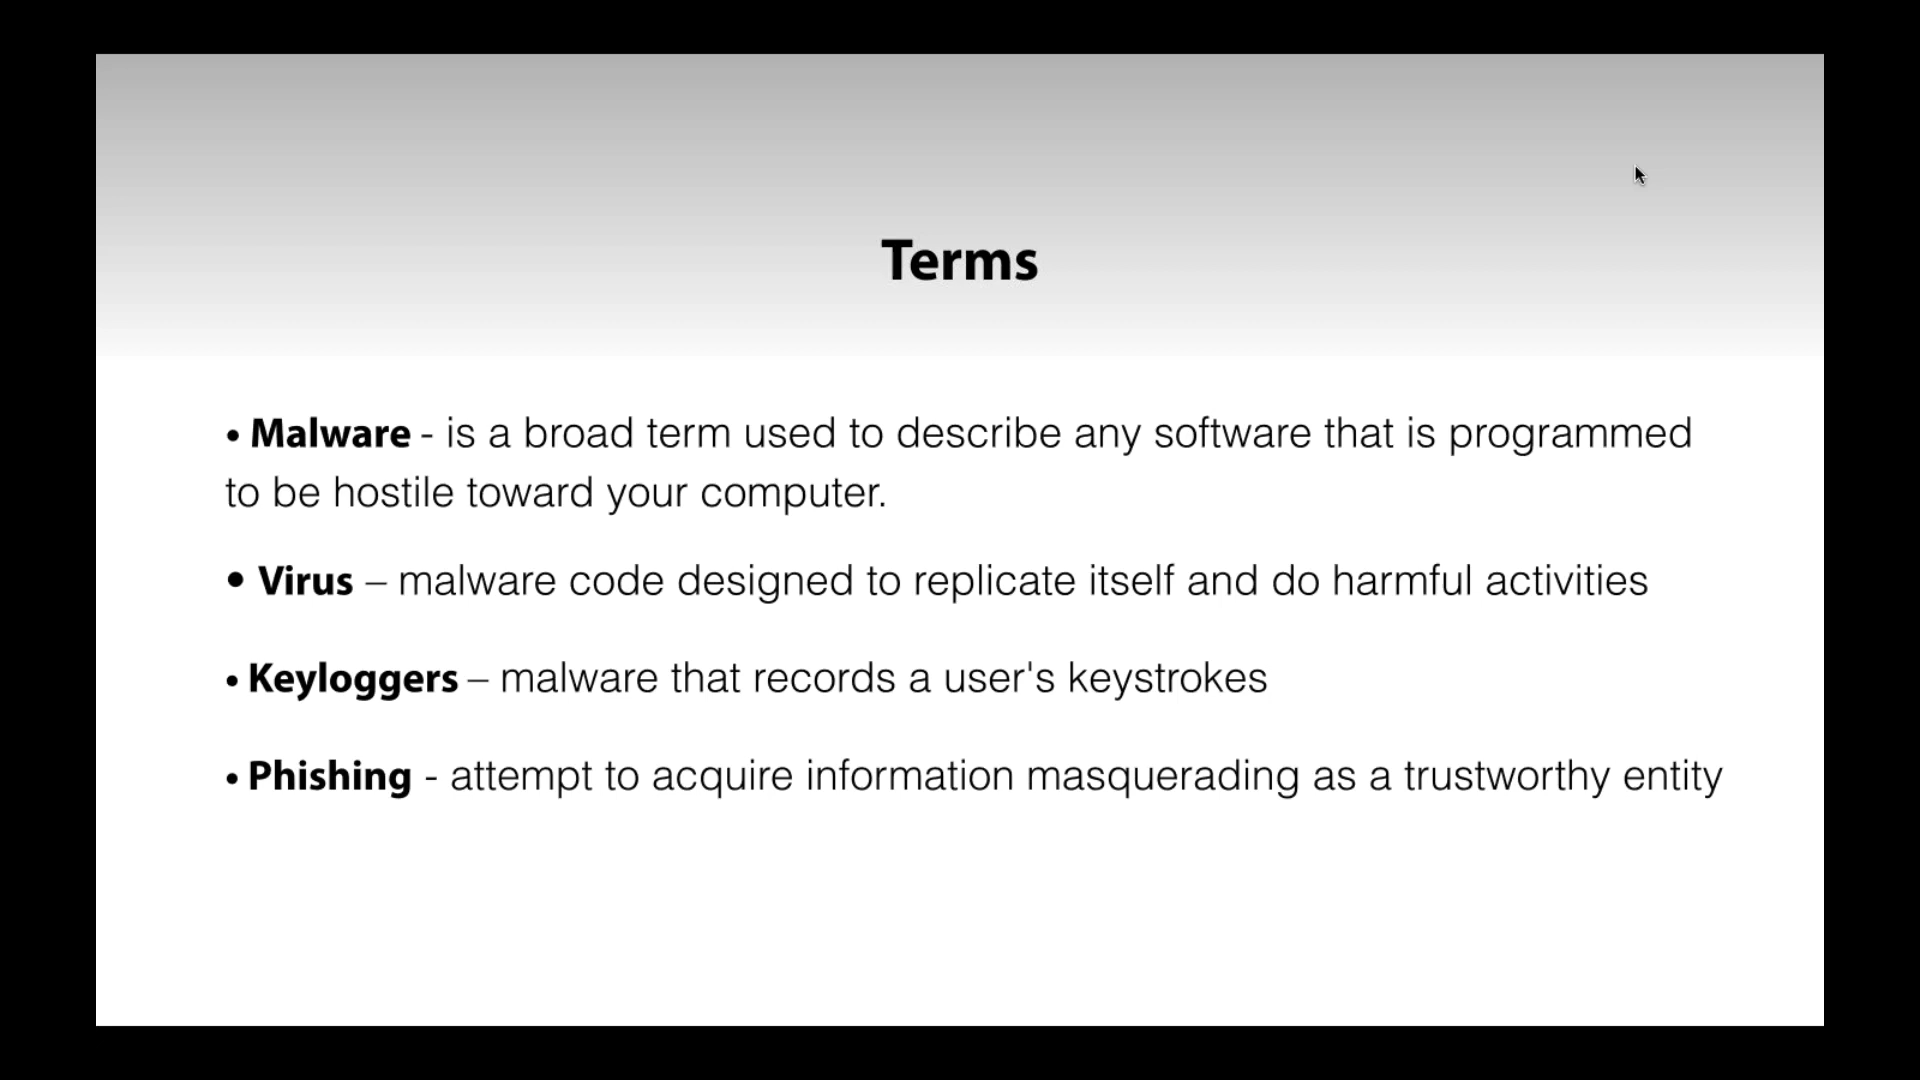 Terms
• Malware - is a broad term used to describe any software that is programmed
to be hostile toward your computer.
• Virus – malware code designed to replicate itself and do harmful activities
• Keyloggers – malware that records a user's keystrokes
• Phishing - attempt to acquire information masquerading as a trustworthy entity